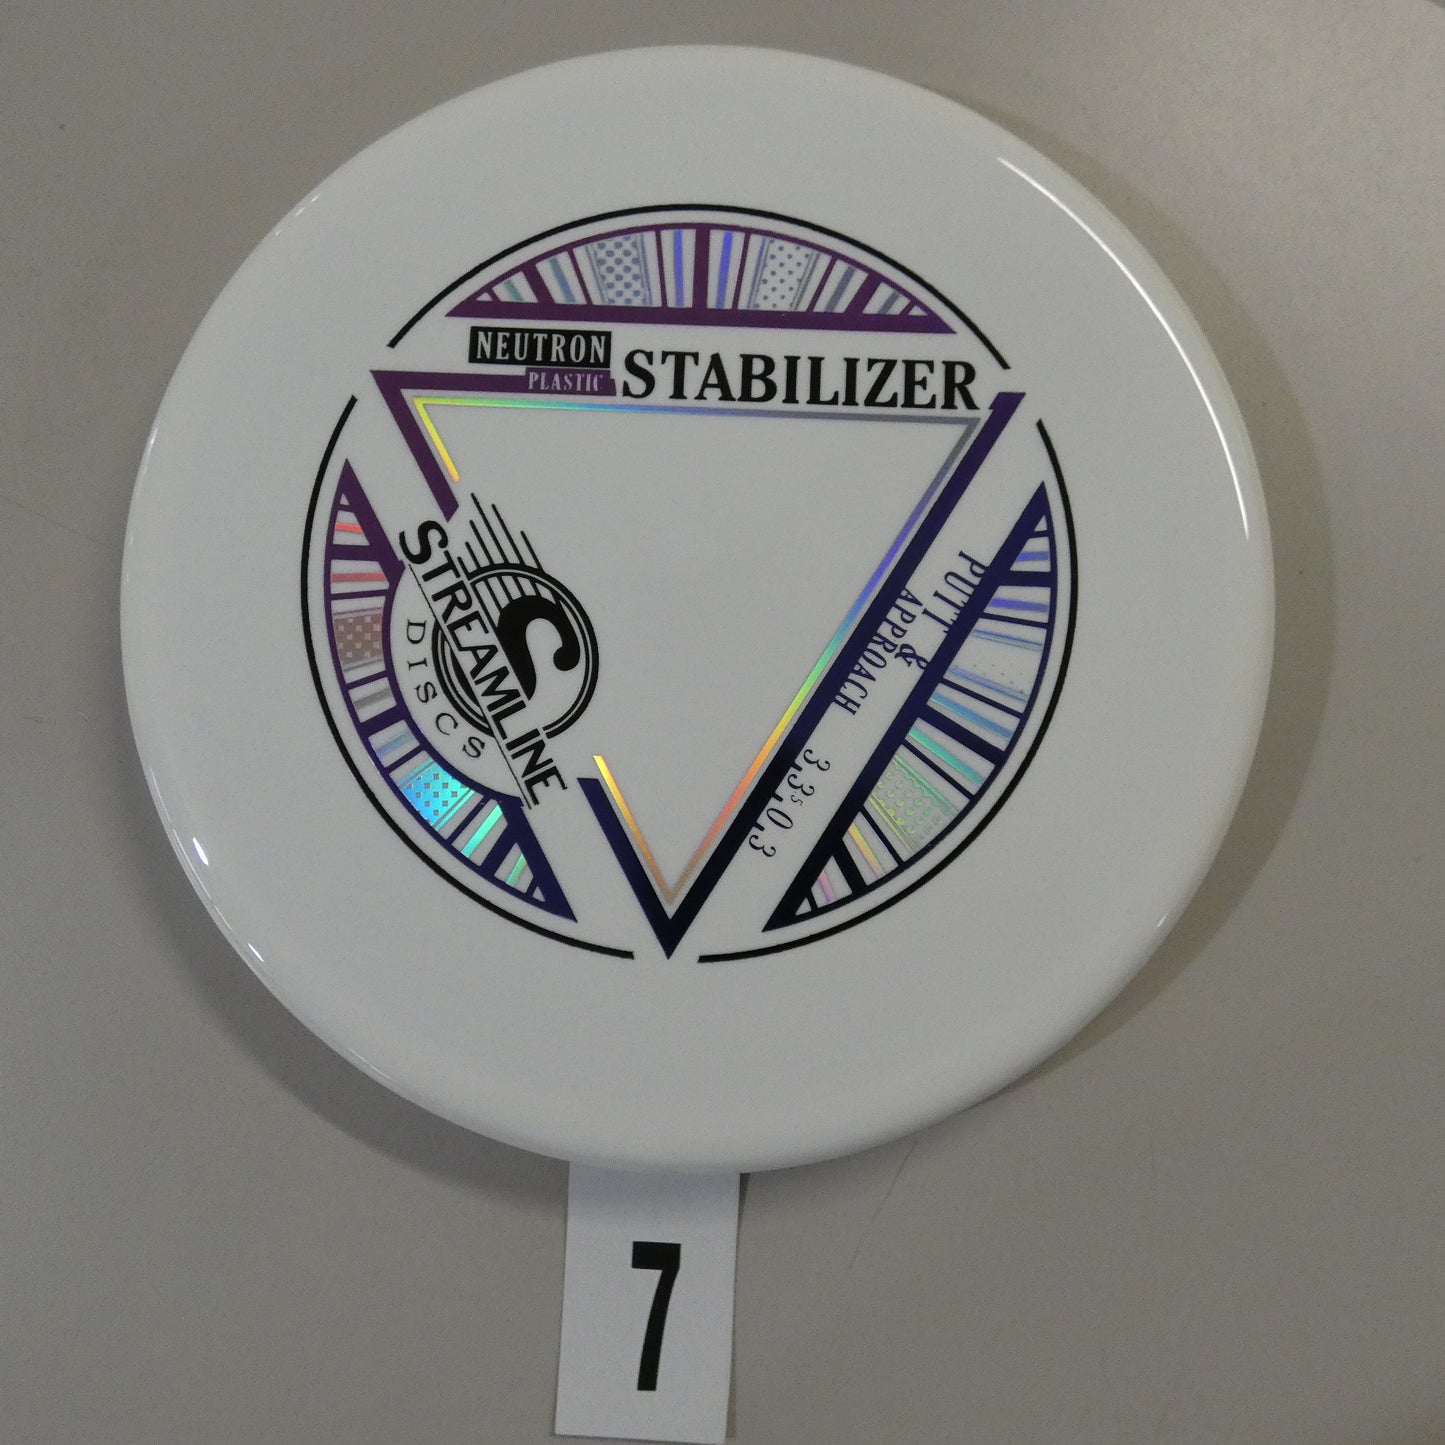 NEUTRON
PLASTIC
STABILIZER
S
STREAMLINE
DISCS
PUTT &
APPROACH
3,3.5,0,3
7